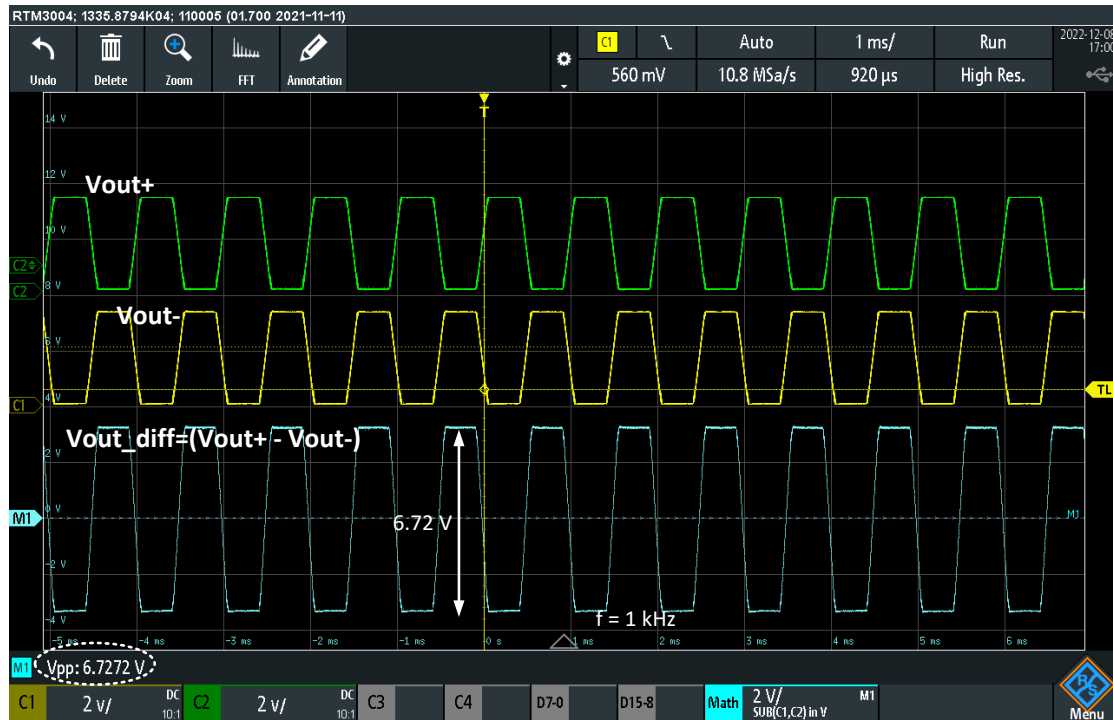 RTM3004; 1335.8794K04; 110005 (01.700 2021-11-11)
Undo Delete Zoom FFT Annotation
C1 Auto 1 ms/ Run 2022-12-08
560 mV 10.8 MSa/s 920 µs High Res. 17:00
14 V
12 V
Vout+
10 V
C2
C2 8 V
Vout-
6 V
C1 4 V TL
Vout_diff=(Vout+ - Vout-)
2 V
M1 0 V M1
6.72 V
-2 V
-4 V
f = 1 kHz
-5 ms -4 ms -3 ms -2 ms -1 ms 0 s 1 ms 2 ms 3 ms 4 ms 5 ms 6 ms
M1 Vpp: 6.7272 V
C1 2 V/ DC 10:1 C2 2 V/ DC 10:1 C3 C4 D7-0 D15-8 Math 2 V/ M1 SUB(C1,C2) in V
R&S
Menu